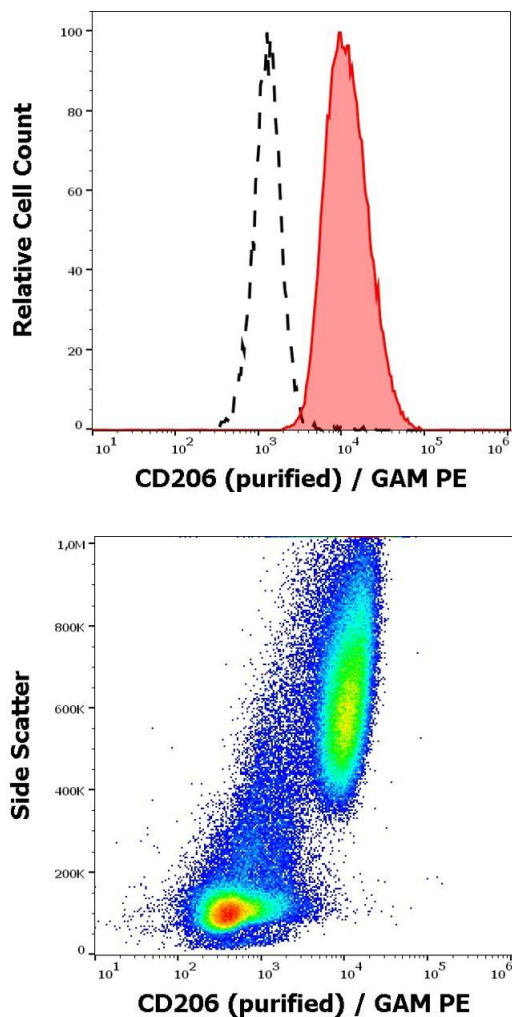 100
80
60
40
20
0
Relative Cell Count
10¹ 10² 10³ 10⁴ 10⁵ 10⁶
CD206 (purified) / GAM PE
1,0M
800K
600K
400K
200K
0
Side Scatter
10¹ 10² 10³ 10⁴ 10⁵ 10⁶
CD206 (purified) / GAM PE